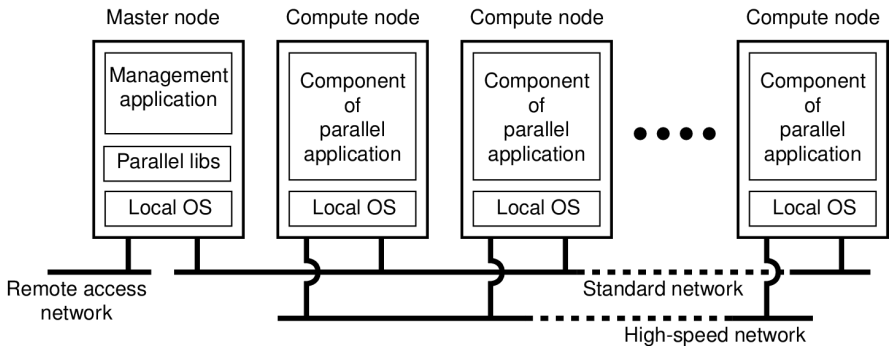 Master node
Compute node
Compute node
Compute node
Management
application
Parallel libs
Local OS
Component
of
parallel
application
Local OS
Component
of
parallel
application
Local OS
Component
of
parallel
application
Local OS
Remote access
network
Standard network
High-speed network